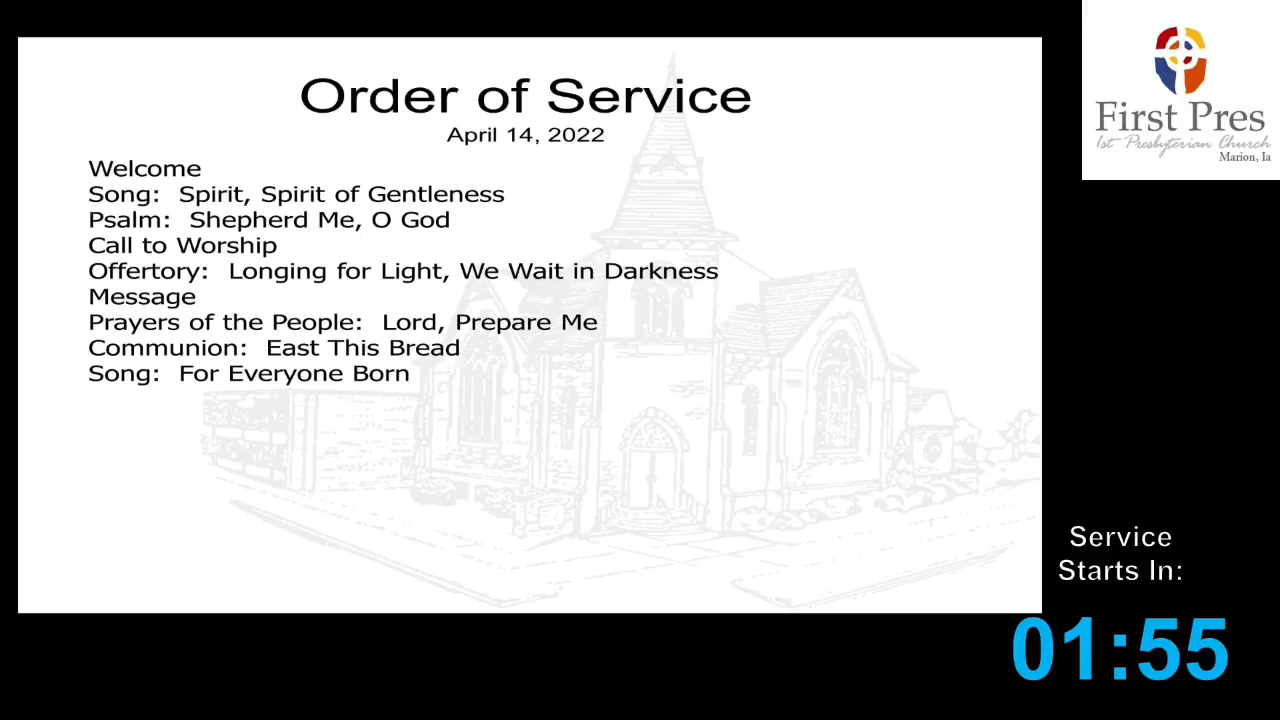 Order of Service
April 14, 2022
Welcome
Song: Spirit, Spirit of Gentleness
Psalm: Shepherd Me, O God
Call to Worship
Offertory: Longing for Light, We Wait in Darkness
Message
Prayers of the People: Lord, Prepare Me
Communion: East This Bread
Song: For Everyone Born
First Pres
1st Presbyterian Church
Marion, Ia
Service
Starts In:
01:55